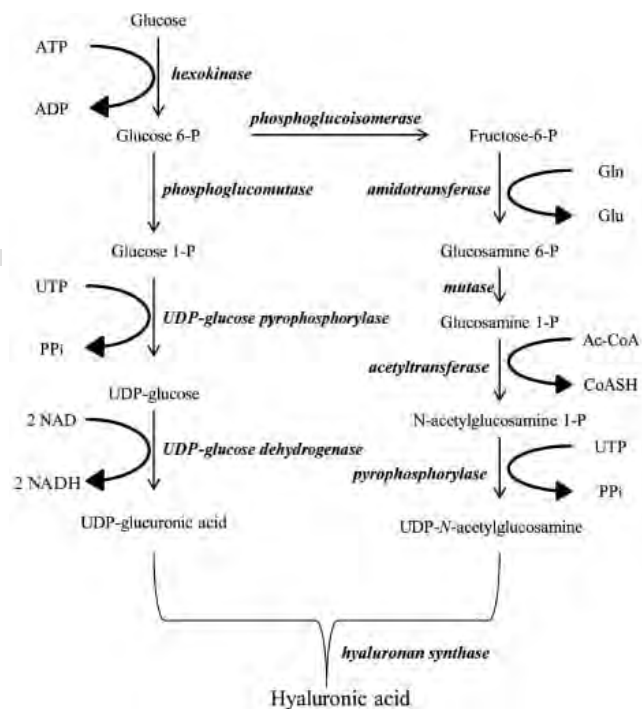 Glucose
ATP
hexokinase
ADP
Glucose 6-P
phosphoglucoisomerase
Fructose-6-P
phosphoglucomutase
amidotransferase
Gln
Glu
Glucose 1-P
Glucosamine 6-P
UTP
UDP-glucose pyrophosphorylase
PPi
mutase
Glucosamine 1-P
acetyltransferase
Ac-CoA
CoASH
UDP-glucose
N-acetylglucosamine 1-P
2 NAD
UDP-glucose dehydrogenase
2 NADH
pyrophosphorylase
UTP
PPi
UDP-glucuronic acid
UDP-N-acetylglucosamine
hyaluronan synthase
Hyaluronic acid